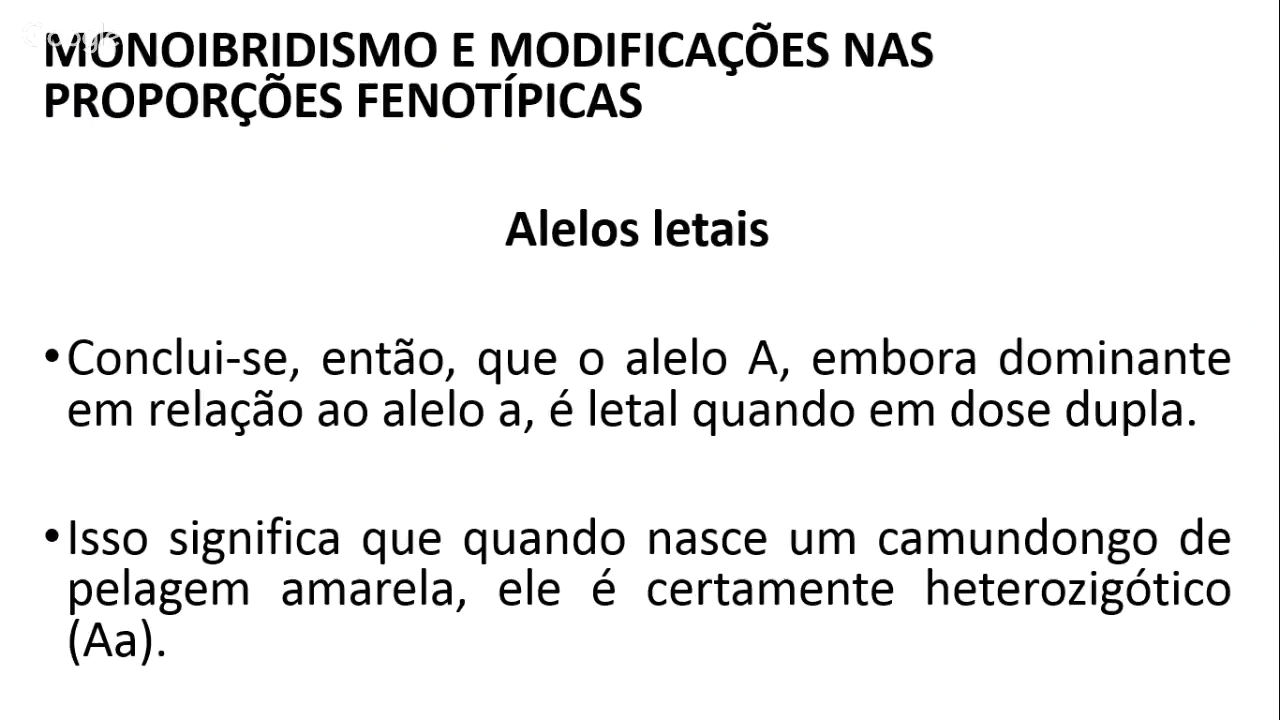 Google
MONOIBRIDISMO E MODIFICAÇÕES NAS
PROPORÇÕES FENOTÍPICAS
Alelos letais
•Conclui-se, então, que o alelo A, embora dominante
em relação ao alelo a, é letal quando em dose dupla.
•Isso significa que quando nasce um camundongo de
pelagem amarela, ele é certamente heterozigótico
(Aa).